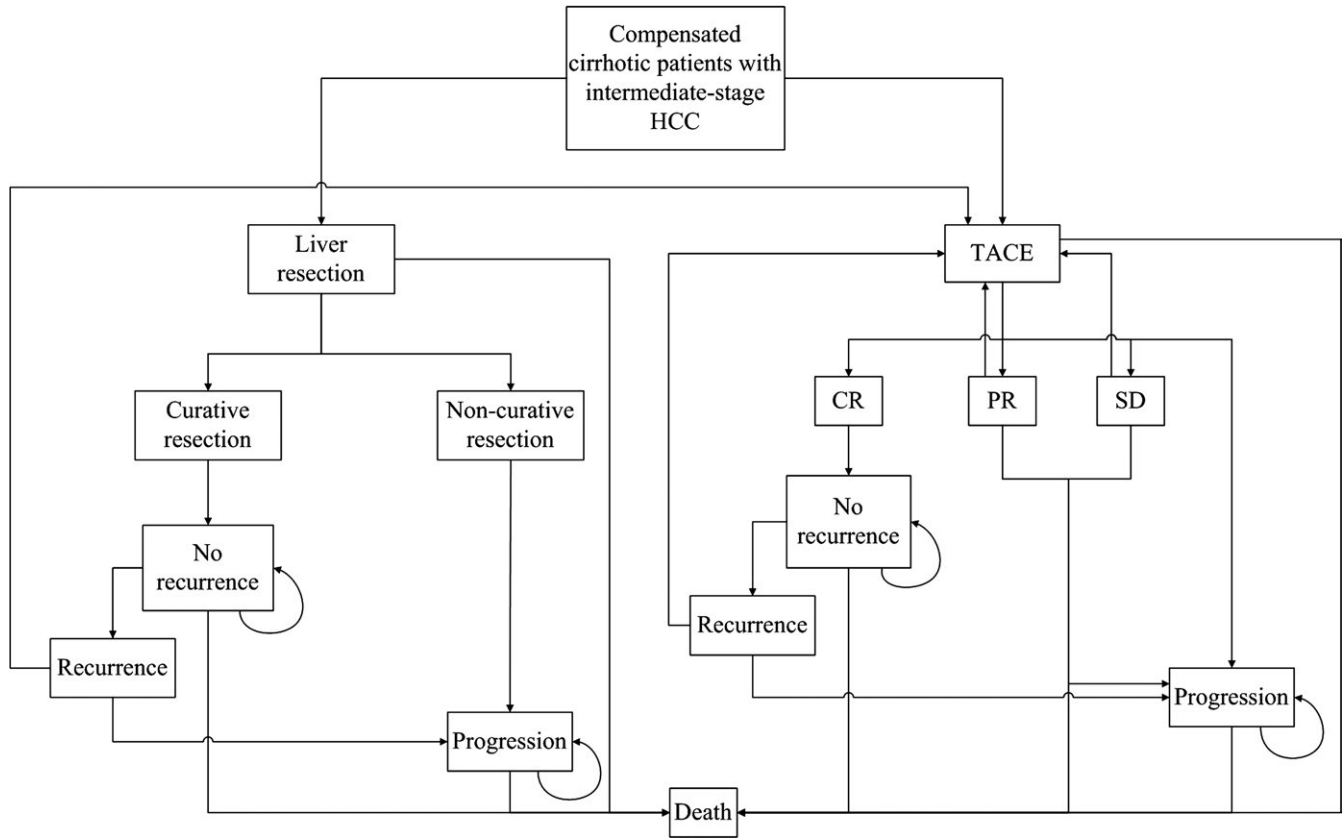 Compensated
cirrhotic patients with
intermediate-stage
HCC
Liver
resection
TACE
Curative
resection
Non-curative
resection
CR
PR
SD
No
recurrence
No
recurrence
Recurrence
Recurrence
Progression
Progression
Death